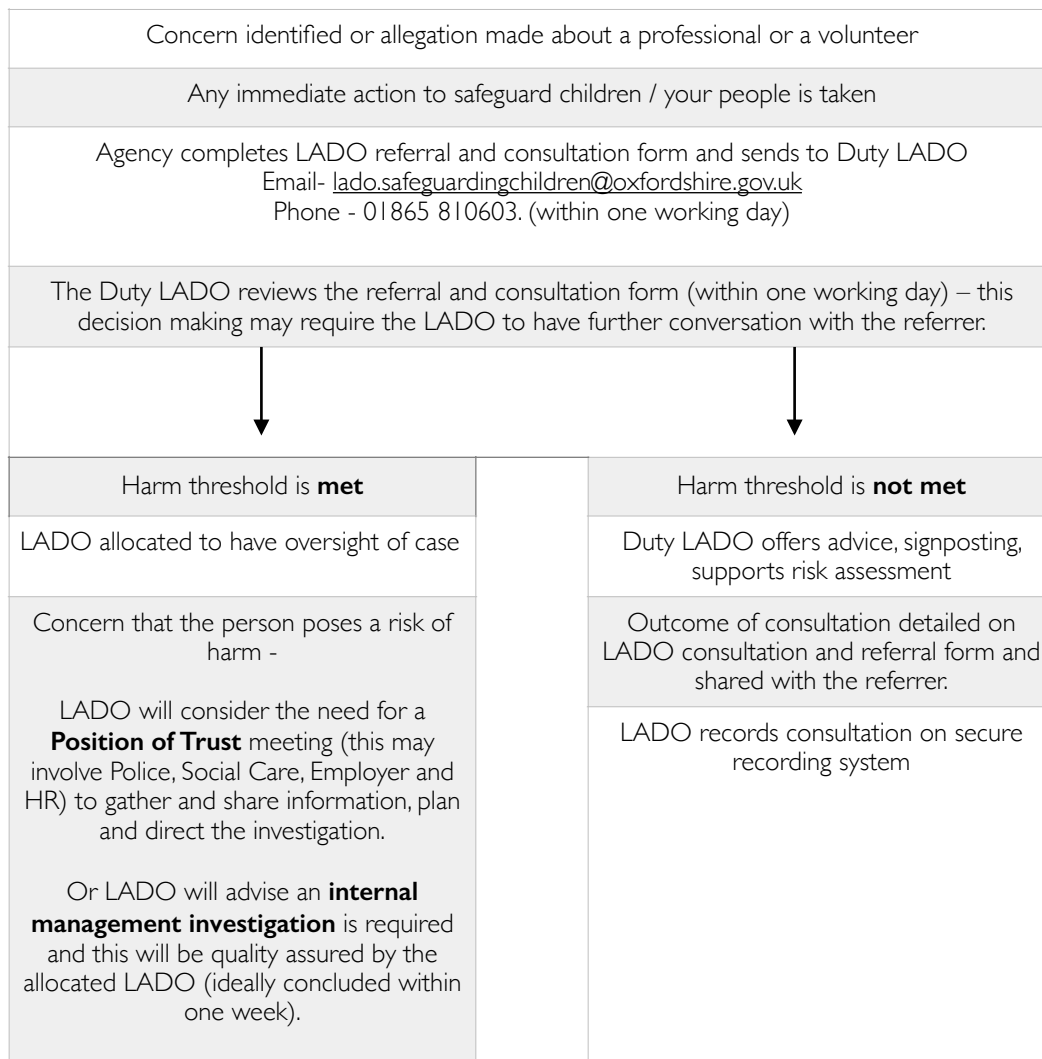 Concern identified or allegation made about a professional or a volunteer
Any immediate action to safeguard children / your people is taken
Agency completes LADO referral and consultation form and sends to Duty LADO
Email- lado.safeguardingchildren@oxfordshire.gov.uk
Phone - 01865 810603. (within one working day)
The Duty LADO reviews the referral and consultation form (within one working day) – this
decision making may require the LADO to have further conversation with the referrer.
Harm threshold is met
LADO allocated to have oversight of case
Concern that the person poses a risk of
harm -
LADO will consider the need for a
Position of Trust meeting (this may
involve Police, Social Care, Employer and
HR) to gather and share information, plan
and direct the investigation.
Or LADO will advise an internal
management investigation is required
and this will be quality assured by the
allocated LADO (ideally concluded within
one week).
Harm threshold is not met
Duty LADO offers advice, signposting,
supports risk assessment
Outcome of consultation detailed on
LADO consultation and referral form and
shared with the referrer.
LADO records consultation on secure
recording system